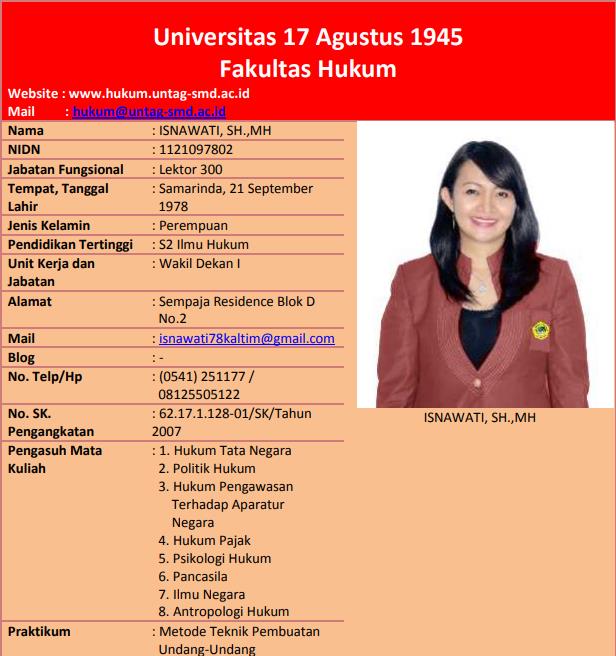 Universitas 17 Agustus 1945
Fakultas Hukum
Website : www.hukum.untag-smd.ac.id
Mail : hukum@untag-smd.ac.id
Nama : ISNAWATI, SH.,MH
NIDN : 1121097802
Jabatan Fungsional : Lektor 300
Tempat, Tanggal Lahir : Samarinda, 21 September 1978
Jenis Kelamin : Perempuan
Pendidikan Tertinggi : S2 Ilmu Hukum
Unit Kerja dan Jabatan : Wakil Dekan I
Alamat : Sempaja Residence Blok D No.2
Mail : isnawati78kaltim@gmail.com
Blog : -
No. Telp/Hp : (0541) 251177 / 08125505122
No. SK. Pengangkatan : 62.17.1.128-01/SK/Tahun 2007
Pengasuh Mata Kuliah : 1. Hukum Tata Negara
2. Politik Hukum
3. Hukum Pengawasan Terhadap Aparatur Negara
4. Hukum Pajak
5. Psikologi Hukum
6. Pancasila
7. Ilmu Negara
8. Antropologi Hukum
Praktikum : Metode Teknik Pembuatan Undang-Undang
ISNAWATI, SH.,MH